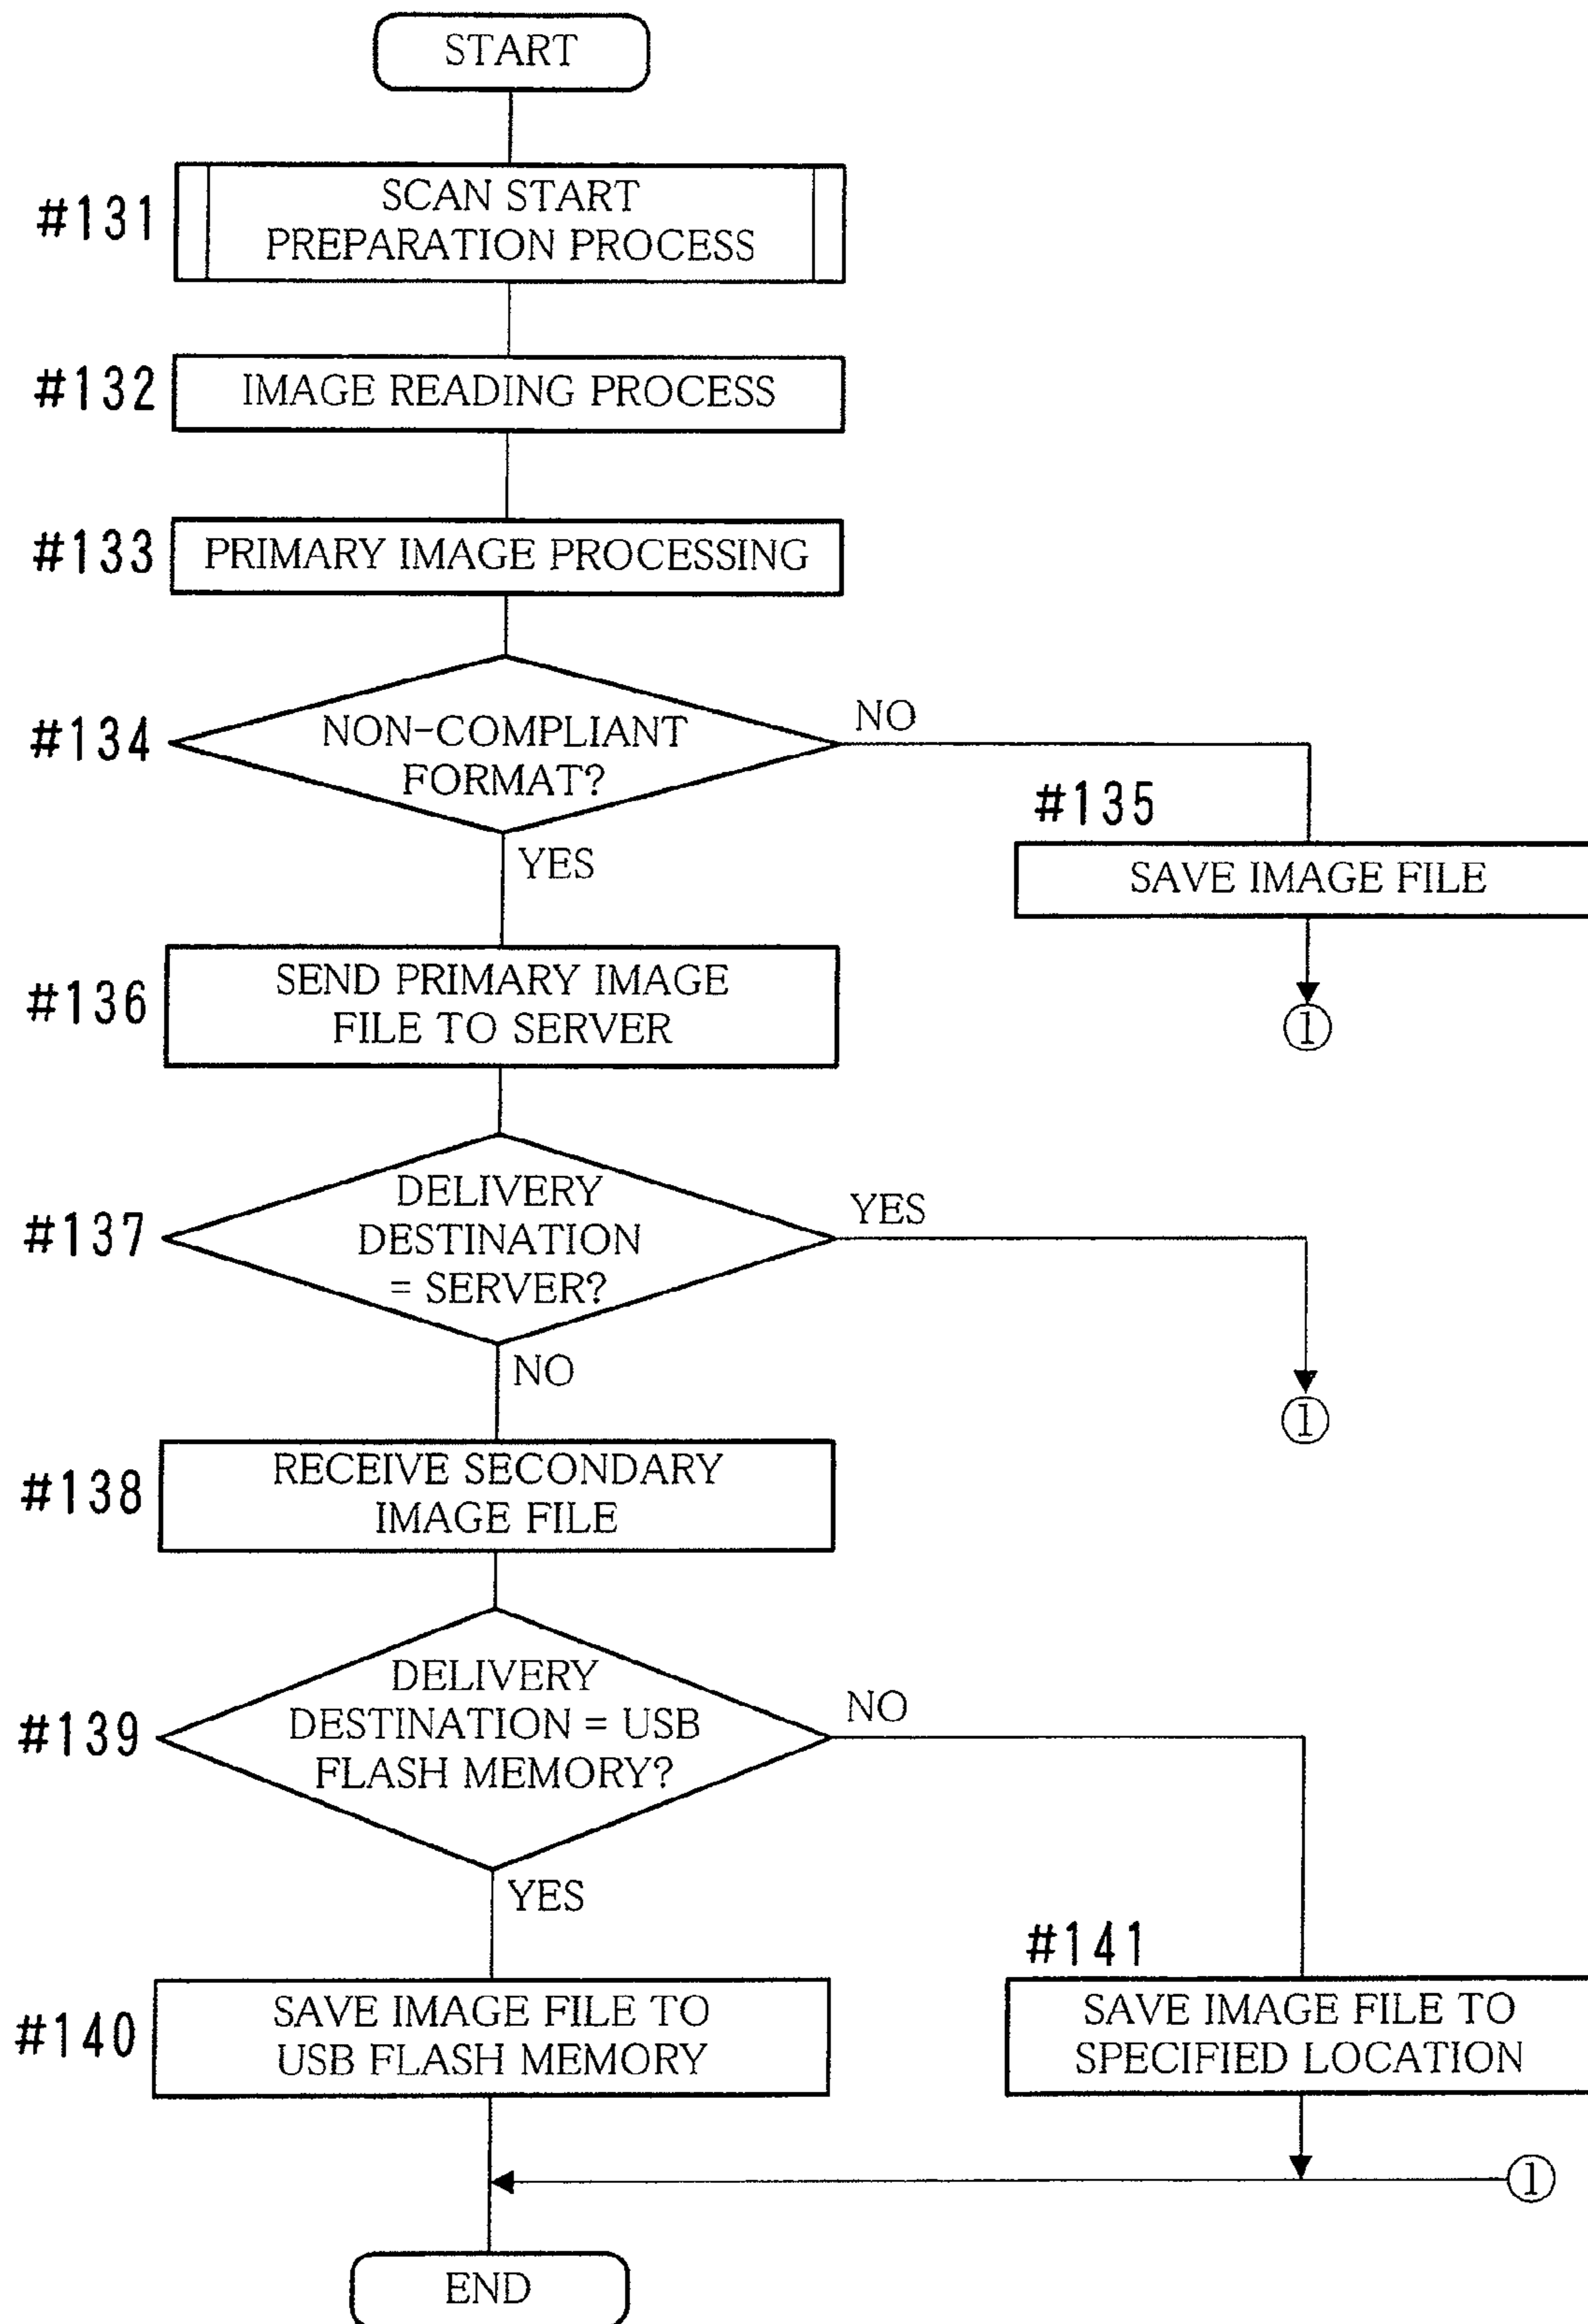 START
#131
SCAN START
PREPARATION PROCESS
#132
IMAGE READING PROCESS
#133
PRIMARY IMAGE PROCESSING
#134
NON-COMPLIANT
FORMAT?
NO
YES
#135
SAVE IMAGE FILE
①
#136
SEND PRIMARY IMAGE
FILE TO SERVER
#137
DELIVERY
DESTINATION
= SERVER?
YES
NO
①
#138
RECEIVE SECONDARY
IMAGE FILE
#139
DELIVERY
DESTINATION = USB
FLASH MEMORY?
NO
YES
#140
SAVE IMAGE FILE TO
USB FLASH MEMORY
#141
SAVE IMAGE FILE TO
SPECIFIED LOCATION
①
END